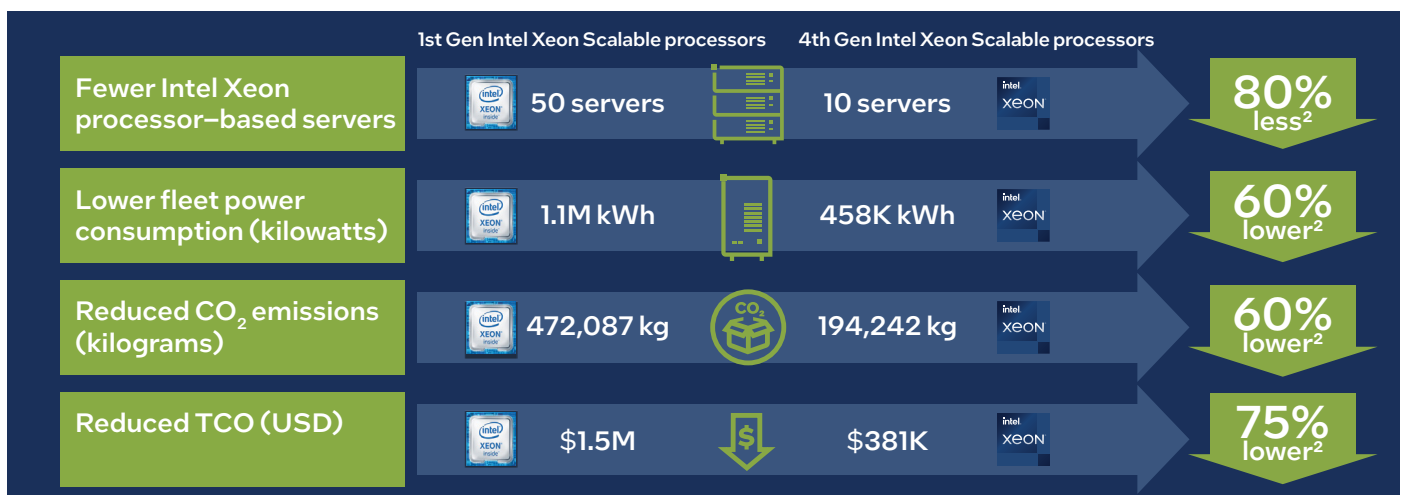 1st Gen Intel Xeon Scalable processors
4th Gen Intel Xeon Scalable processors
Fewer Intel Xeon
processor–based servers
intel
XEON
inside
50 servers
10 servers
intel
xeon
80%
less²
Lower fleet power
consumption (kilowatts)
intel
XEON
inside
1.1M kWh
458K kWh
intel
xeon
60%
lower²
Reduced CO₂ emissions
(kilograms)
intel
XEON
inside
472,087 kg
CO₂
194,242 kg
intel
xeon
60%
lower²
Reduced TCO (USD)
intel
XEON
inside
$1.5M
$
$381K
intel
xeon
75%
lower²